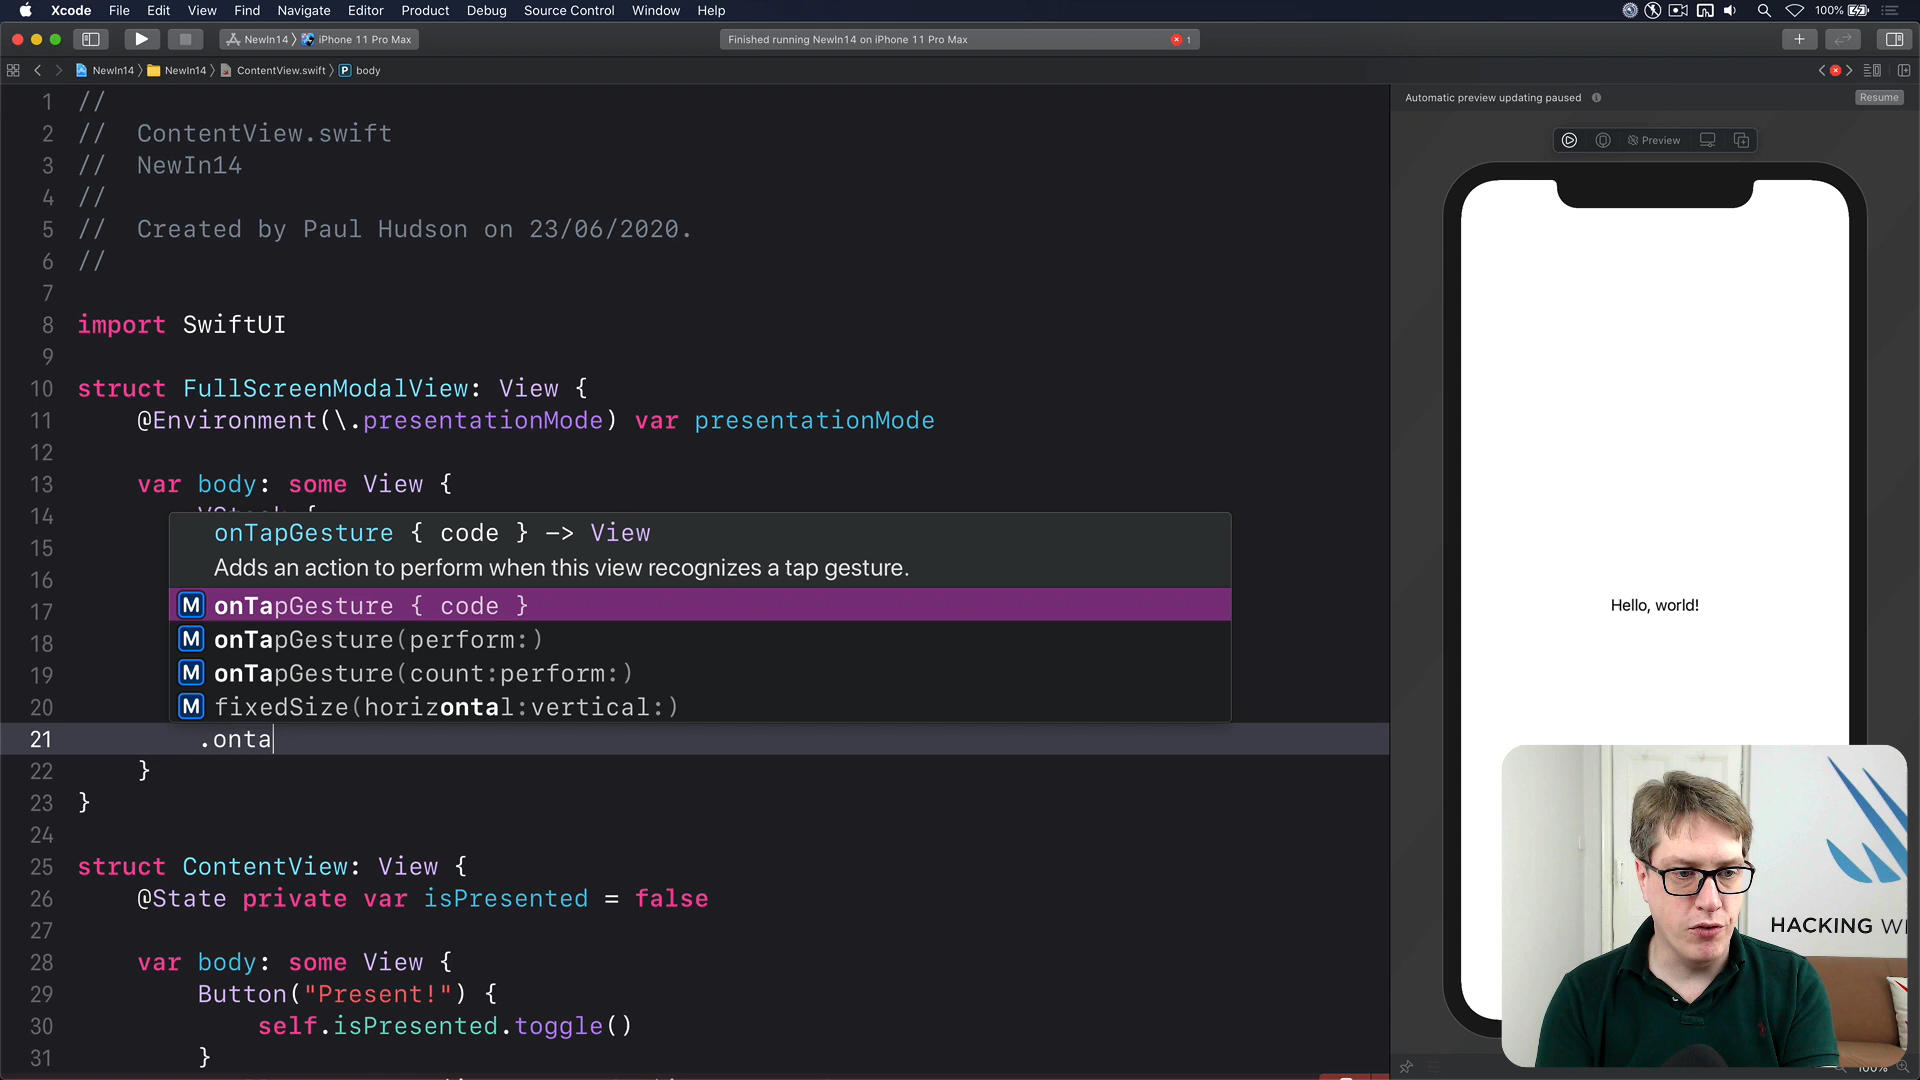 Xcode File Edit View Find Navigate Editor Product Debug Source Control Window Help 100%
NewIn14 iPhone 11 Pro Max Finished running NewIn14 on iPhone 11 Pro Max 1
NewIn14 NewIn14 ContentView.swift P body
Automatic preview updating paused Resume
Preview
1 //
2 // ContentView.swift
3 // NewIn14
4 //
5 // Created by Paul Hudson on 23/06/2020.
6 //
7
8 import SwiftUI
9
10 struct FullScreenModalView: View {
11 @Environment(\.presentationMode) var presentationMode
12
13 var body: some View {
14
onTapGesture { code } -> View
15
Adds an action to perform when this view recognizes a tap gesture.
16
M onTapGesture { code }
17
M onTapGesture(perform:)
18
M onTapGesture(count:perform:)
19
M fixedSize(horizontal:vertical:)
20
21 .onta
22 }
23 }
24
25 struct ContentView: View {
26 @State private var isPresented = false
27
28 var body: some View {
29 Button("Present!") {
30 self.isPresented.toggle()
31 }
Hello, world!
HACKING
100%